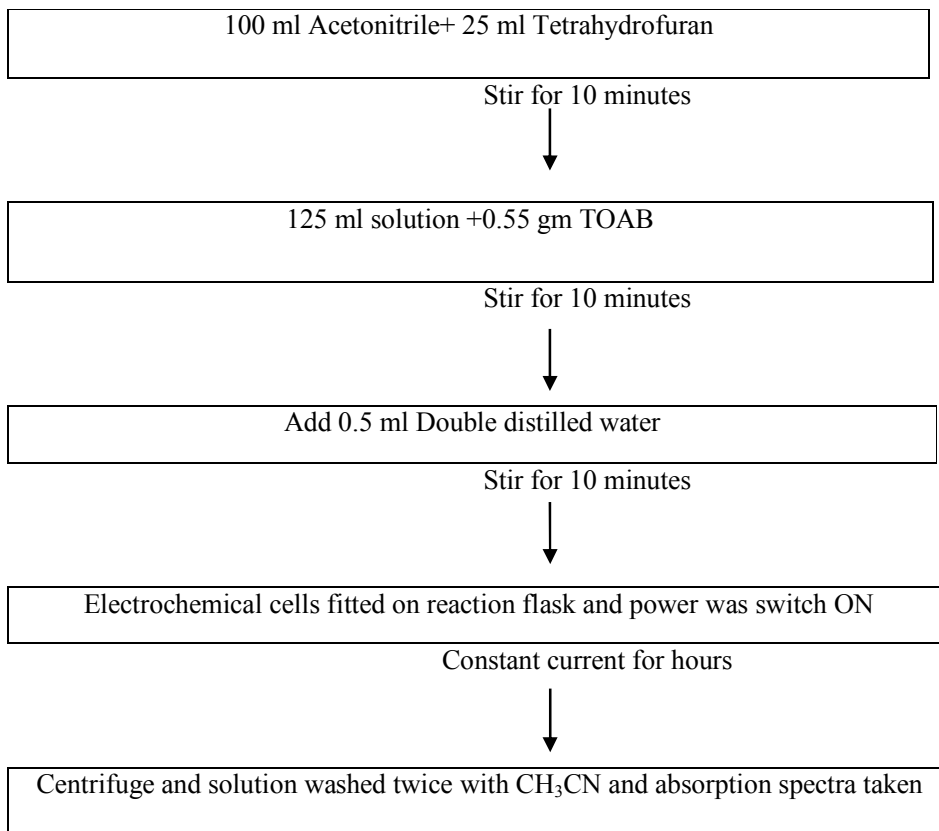 100 ml Acetonitrile+ 25 ml Tetrahydrofuran
Stir for 10 minutes
125 ml solution +0.55 gm TOAB
Stir for 10 minutes
Add 0.5 ml Double distilled water
Stir for 10 minutes
Electrochemical cells fitted on reaction flask and power was switch ON
Constant current for hours
Centrifuge and solution washed twice with CH₃CN and absorption spectra taken